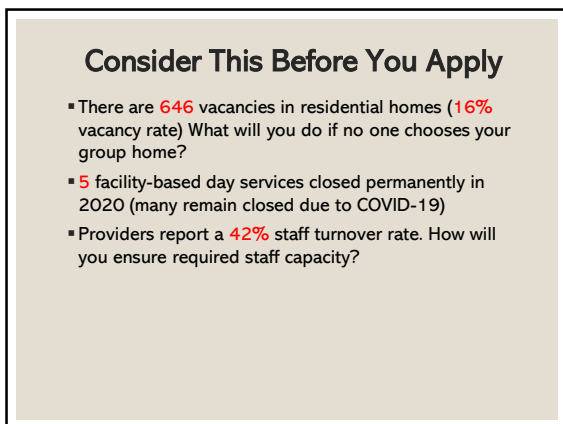 Consider This Before You Apply
▪ There are 646 vacancies in residential homes (16%
vacancy rate) What will you do if no one chooses your
group home?
▪ 5 facility-based day services closed permanently in
2020 (many remain closed due to COVID-19)
▪ Providers report a 42% staff turnover rate. How will
you ensure required staff capacity?